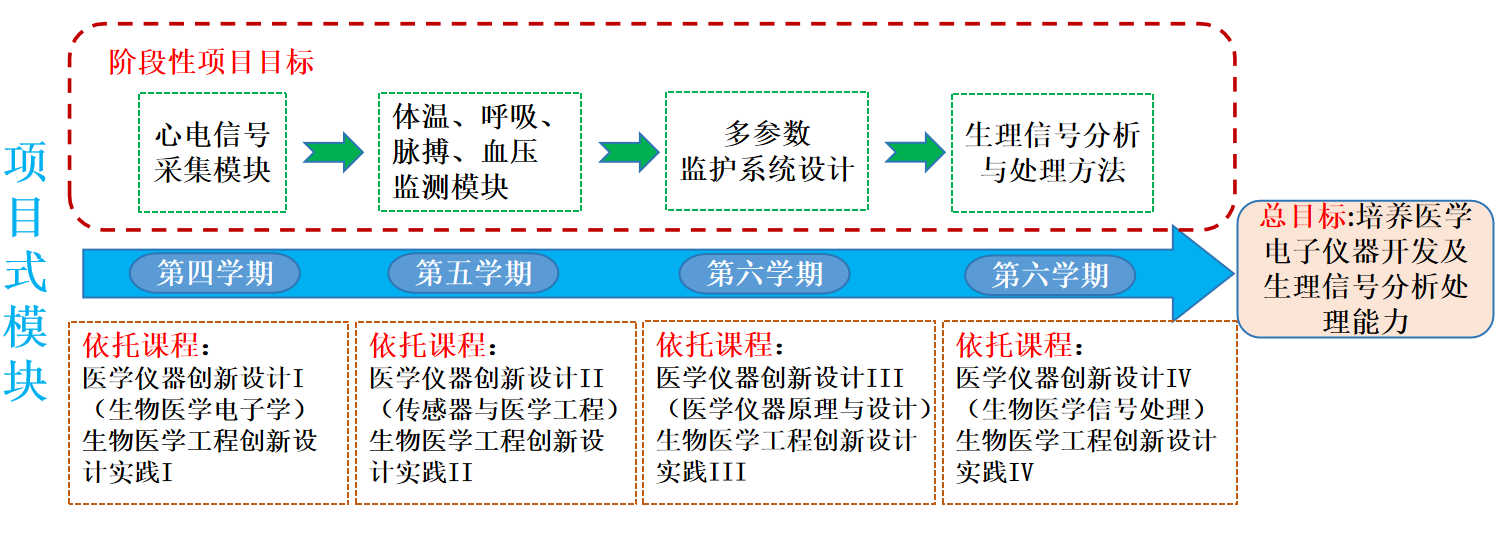 项目式模块
阶段性项目目标
心电信号
采集模块
体温、呼吸、
脉搏、血压
监测模块
多参数
监护系统设计
生理信号分析
与处理方法
第四学期
第五学期
第六学期
第六学期
总目标:培养医学
电子仪器开发及
生理信号分析处
理能力
依托课程：
医学仪器创新设计I
（生物医学电子学）
生物医学工程创新设
计实践I
依托课程：
医学仪器创新设计II
（传感器与医学工程）
生物医学工程创新设
计实践II
依托课程：
医学仪器创新设计III
（医学仪器原理与设计）
生物医学工程创新设计
实践III
依托课程：
医学仪器创新设计IV
（生物医学信号处理）
生物医学工程创新设计
实践IV